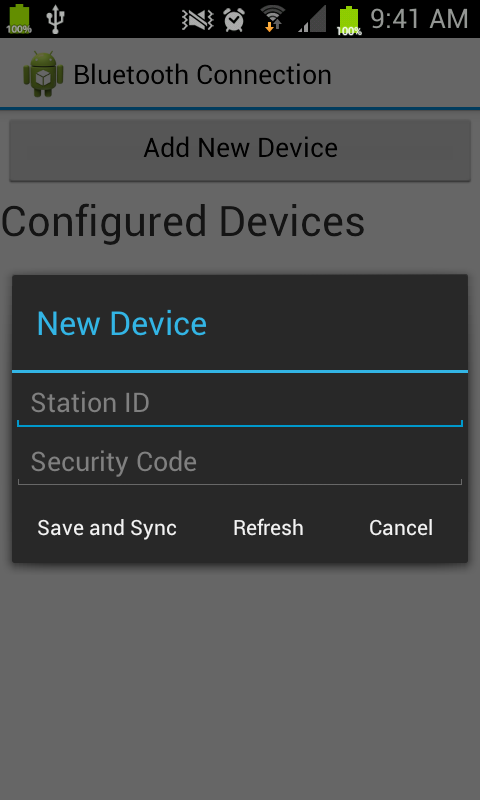 100% 100% 9:41 AM
Bluetooth Connection
Add New Device
Configured Devices
New Device
Station ID
Security Code
Save and Sync Refresh Cancel